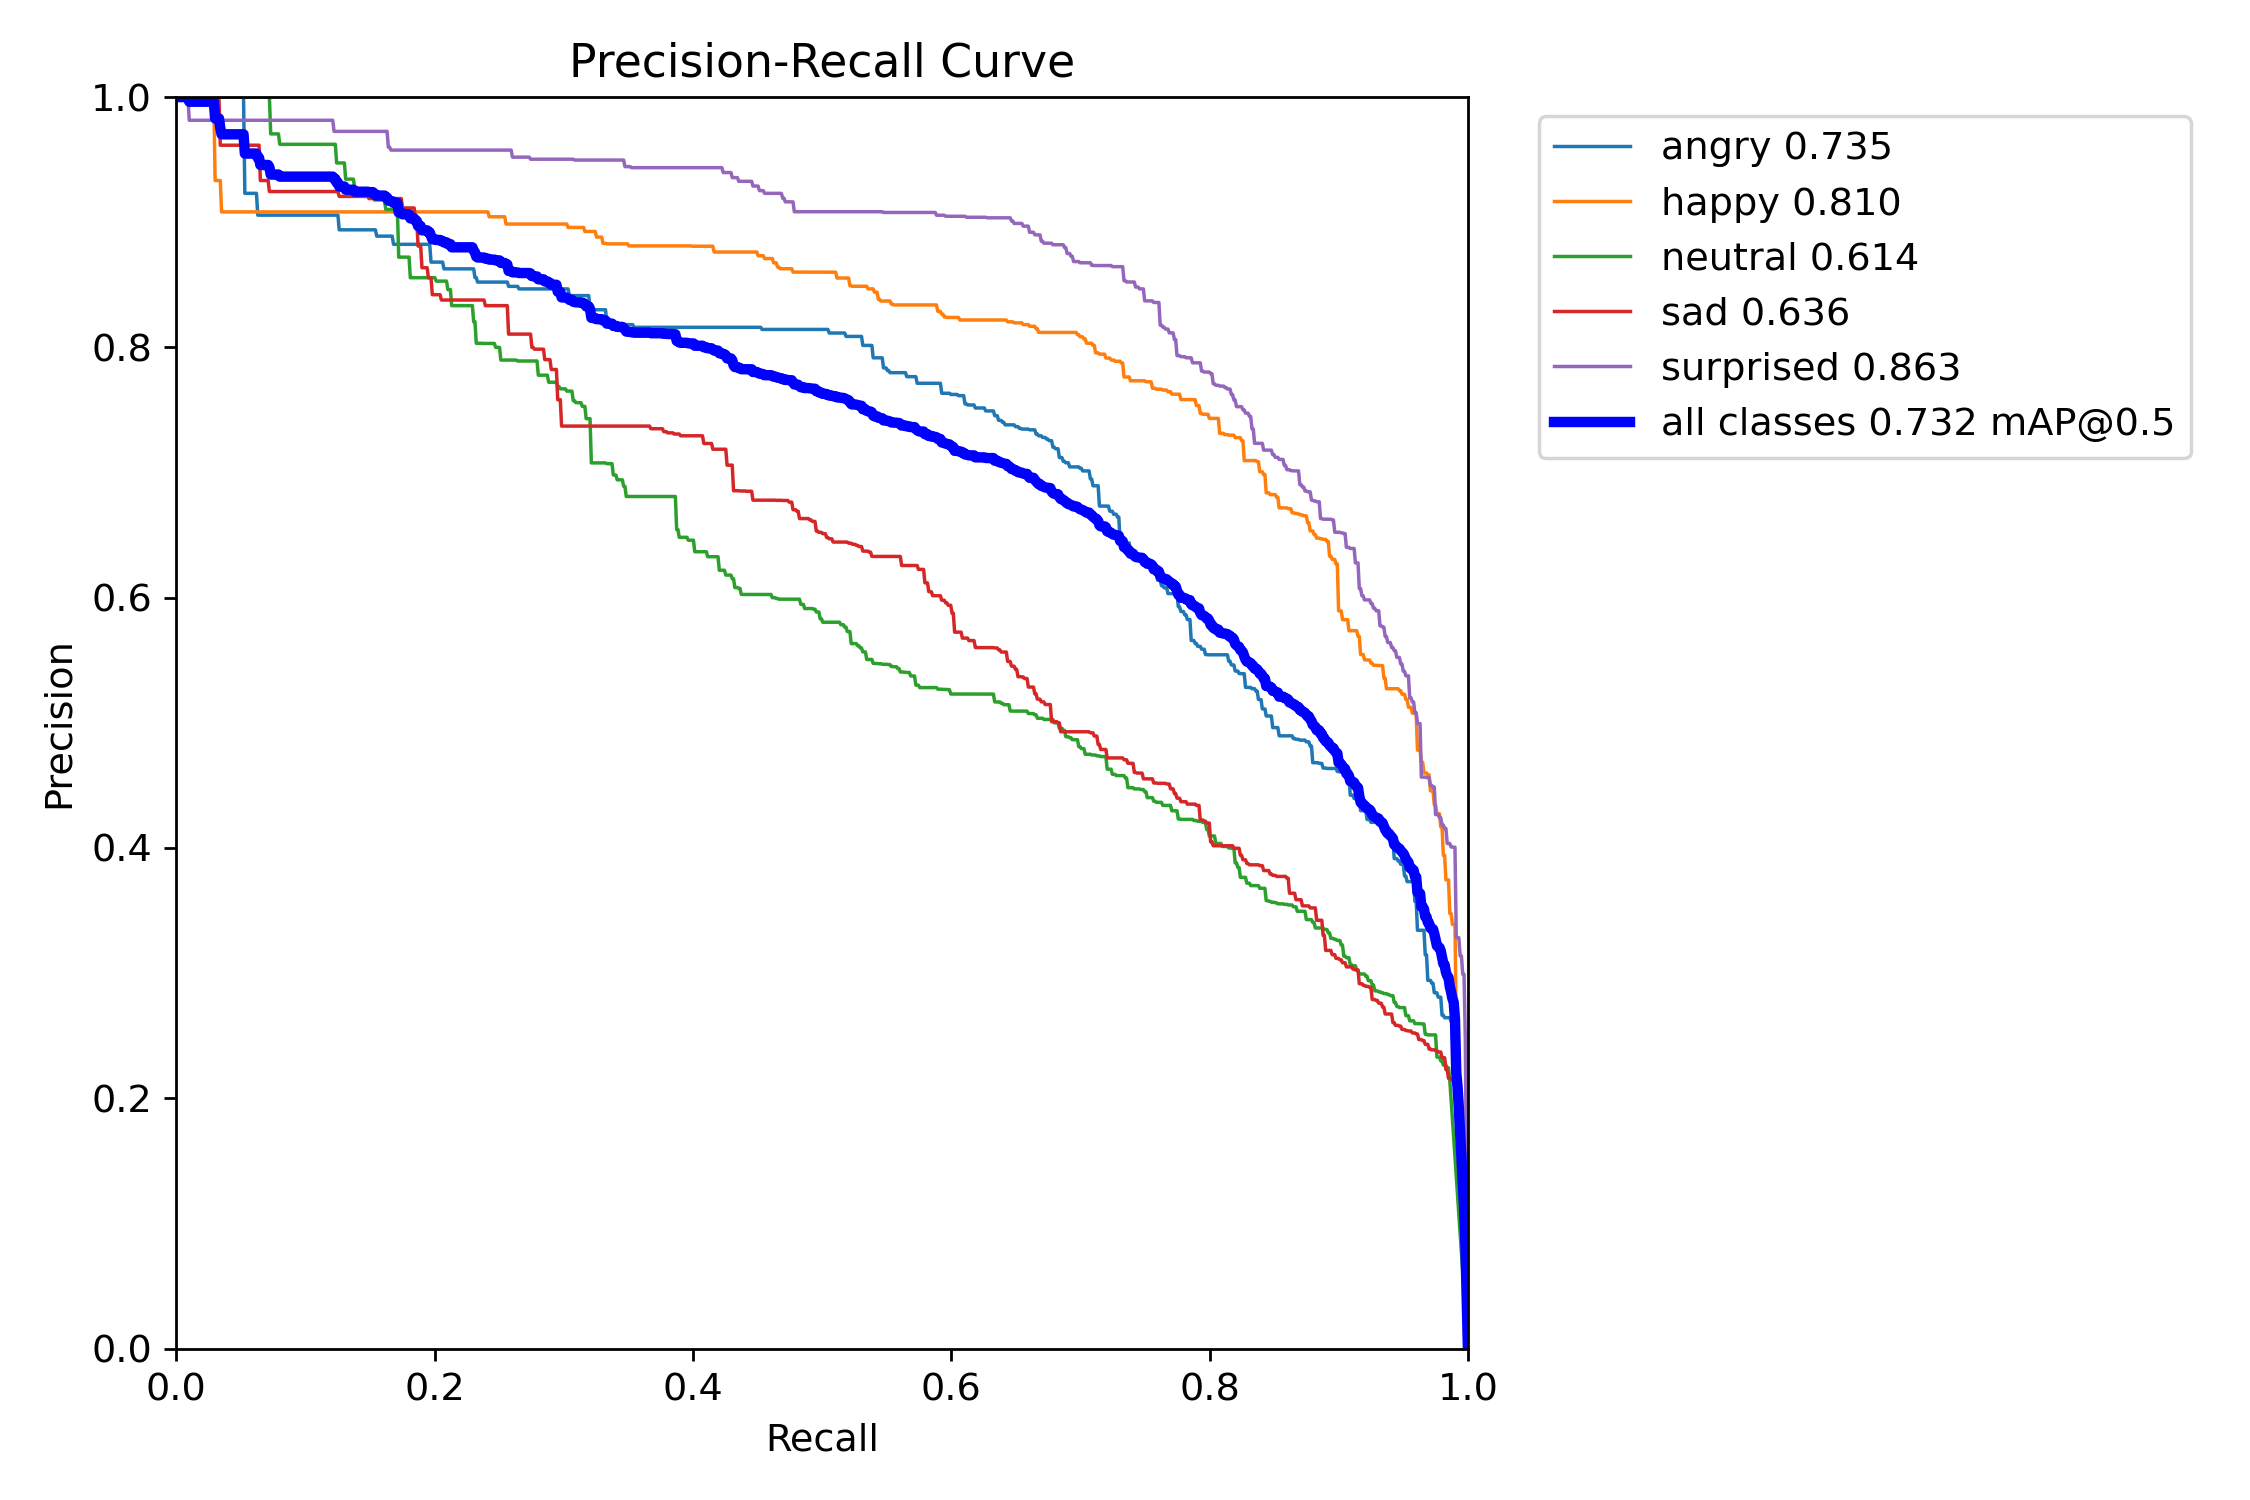 Precision-Recall Curve
1.0
0.8
0.6
0.4
0.2
0.0
Precision
0.0 0.2 0.4 0.6 0.8 1.0
Recall
angry 0.735
happy 0.810
neutral 0.614
sad 0.636
surprised 0.863
all classes 0.732 mAP@0.5